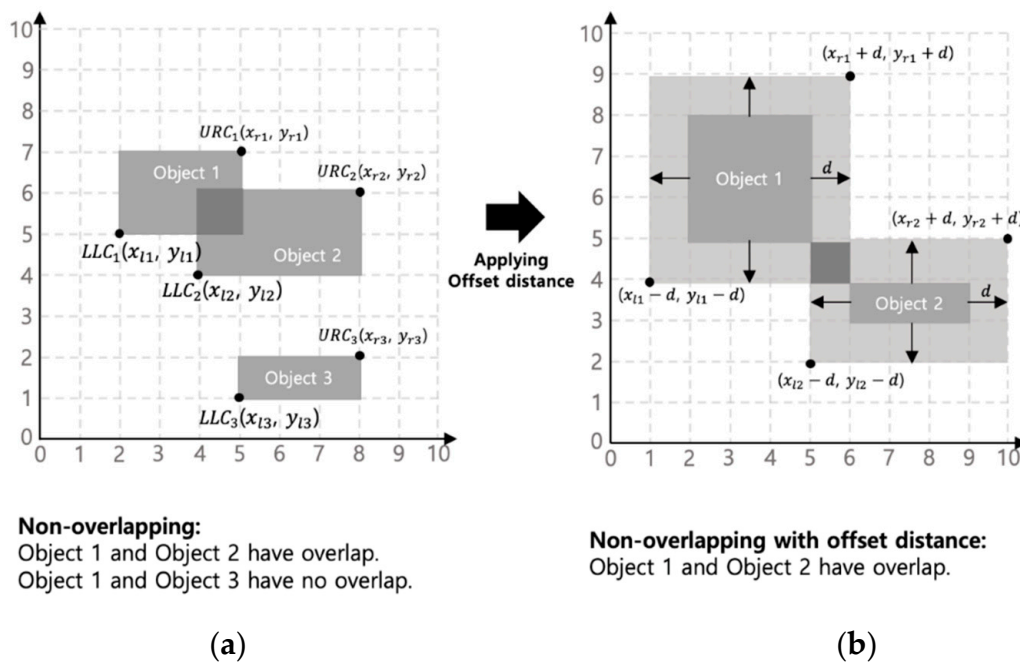 10
9
8
7
6
5
4
3
2
1
0
0 1 2 3 4 5 6 7 8 9 10
URC₁(xᵣ₁, yᵣ₁)
Object 1
URC₂(xᵣ₂, yᵣ₂)
LLC₁(xₗ₁, yₗ₁)
Object 2
LLC₂(xₗ₂, yₗ₂)
URC₃(xᵣ₃, yᵣ₃)
Object 3
LLC₃(xₗ₃, yₗ₃)
Applying
Offset distance
10
9
8
7
6
5
4
3
2
1
0
0 1 2 3 4 5 6 7 8 9 10
(xᵣ₁ + d, yᵣ₁ + d)
Object 1
d
(xᵣ₂ + d, yᵣ₂ + d)
(xₗ₁ − d, yₗ₁ − d)
Object 2
d
(xₗ₂ − d, yₗ₂ − d)
Non-overlapping:
Object 1 and Object 2 have overlap.
Object 1 and Object 3 have no overlap.
Non-overlapping with offset distance:
Object 1 and Object 2 have overlap.
(a)
(b)